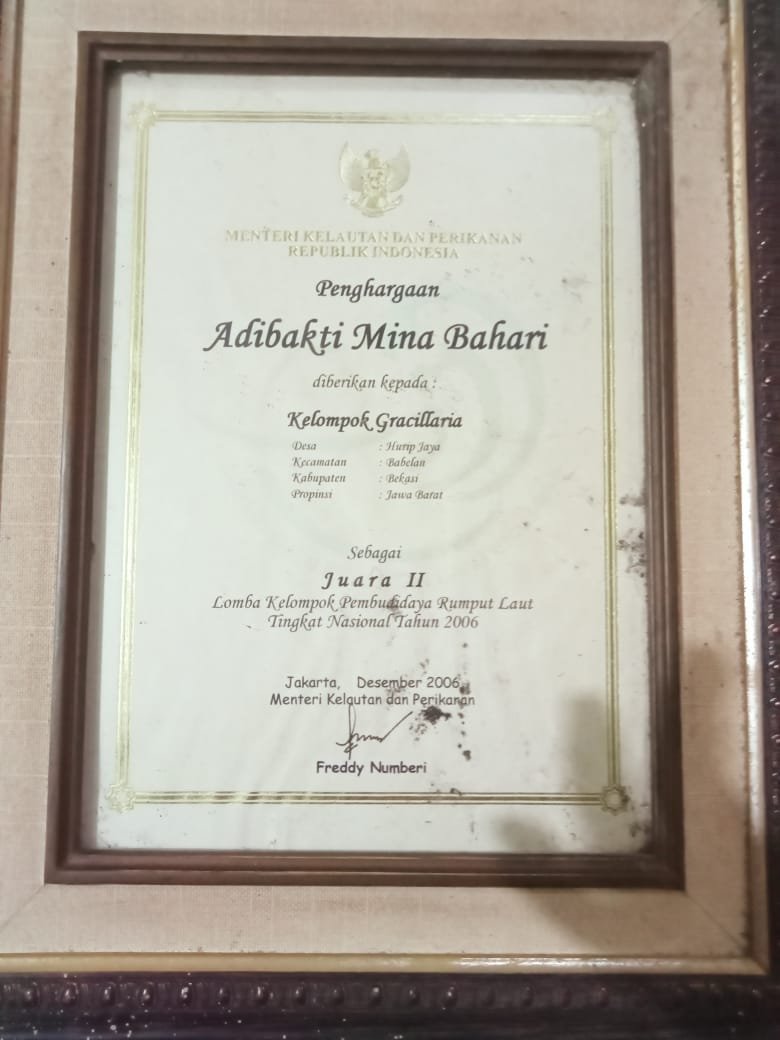 MENTERI KELAUTAN DAN PERIKANAN
REPUBLIK INDONESIA
Penghargaan
Adibakti Mina Bahari
diberikan kepada :
Kelompok Gracillaria
Desa : Hurip Jaya
Kecamatan : Babelan
Kabupaten : Bekasi
Propinsi : Jawa Barat
Sebagai
Juara II
Lomba Kelompok Pembudidaya Rumput Laut
Tingkat Nasional Tahun 2006
Jakarta, Desember 2006
Menteri Kelautan dan Perikanan
Freddy Numberi